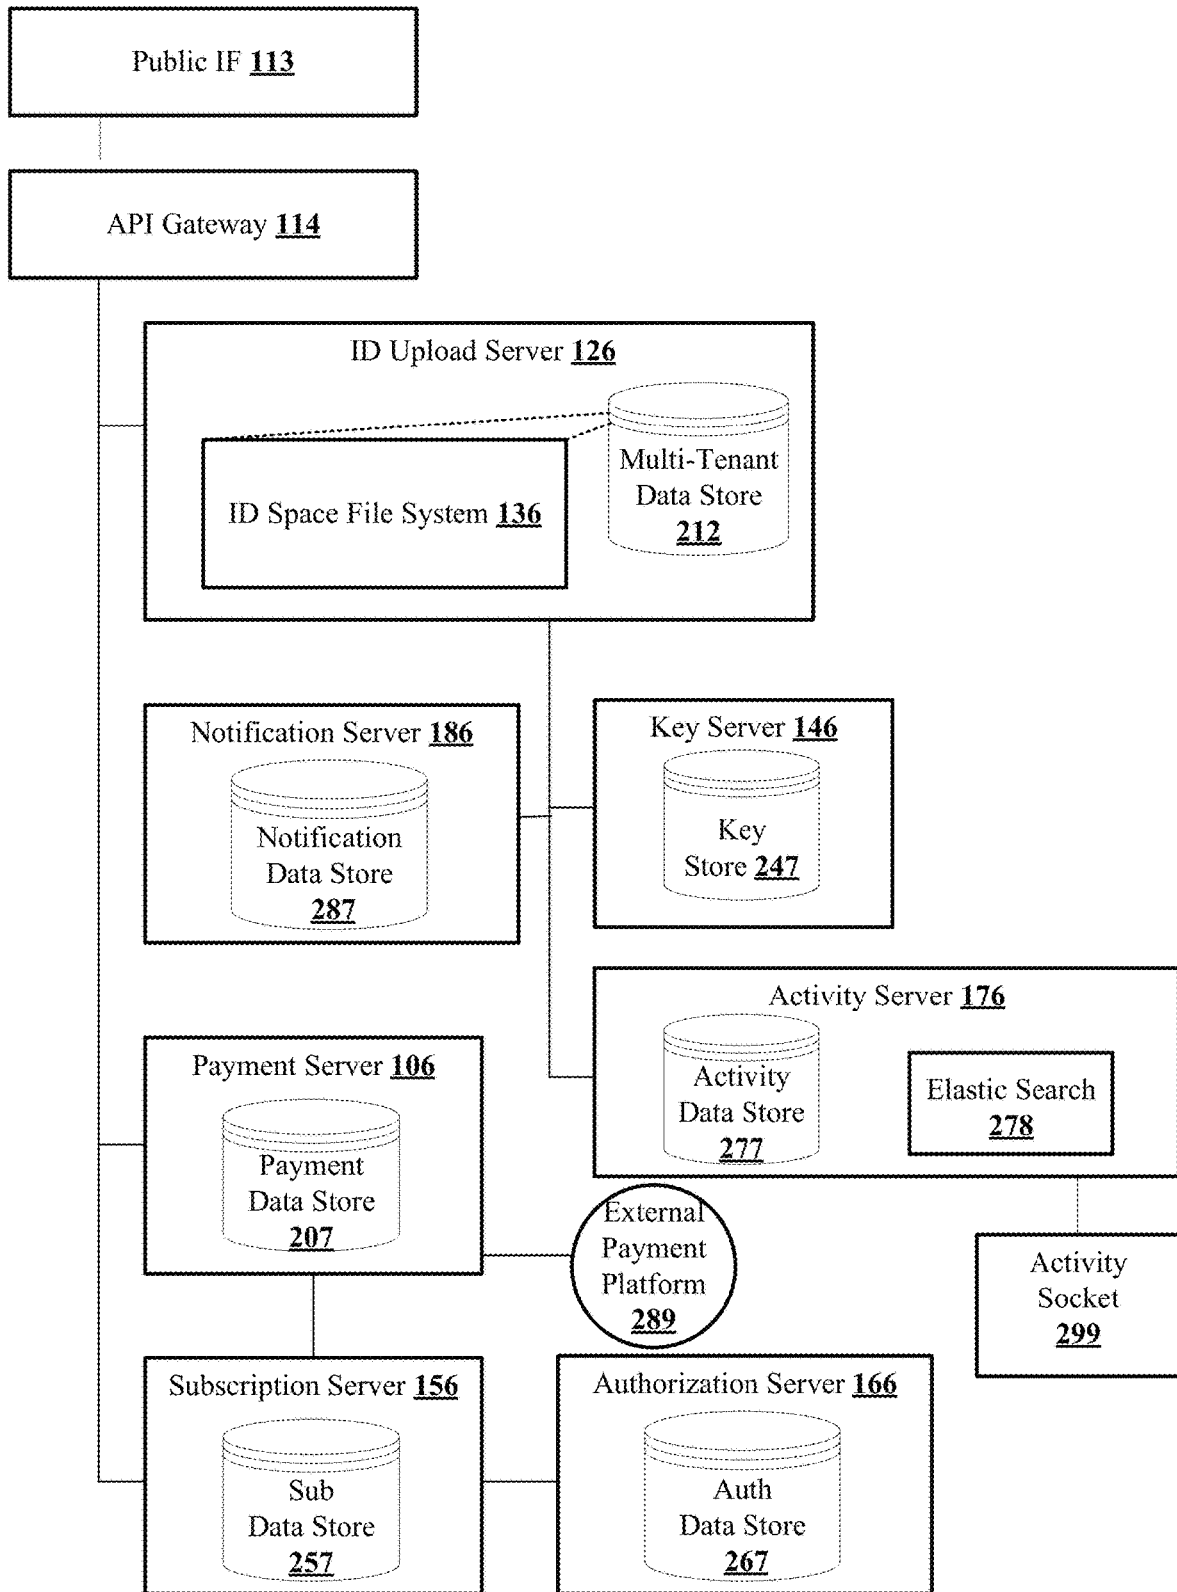 Public IF 113
API Gateway 114
ID Upload Server 126
ID Space File System 136
Multi-Tenant
Data Store
212
Notification Server 186
Notification
Data Store
287
Key Server 146
Key
Store 247
Activity Server 176
Activity
Data Store
277
Elastic Search
278
Payment Server 106
Payment
Data Store
207
External
Payment
Platform
289
Activity
Socket
299
Subscription Server 156
Sub
Data Store
257
Authorization Server 166
Auth
Data Store
267